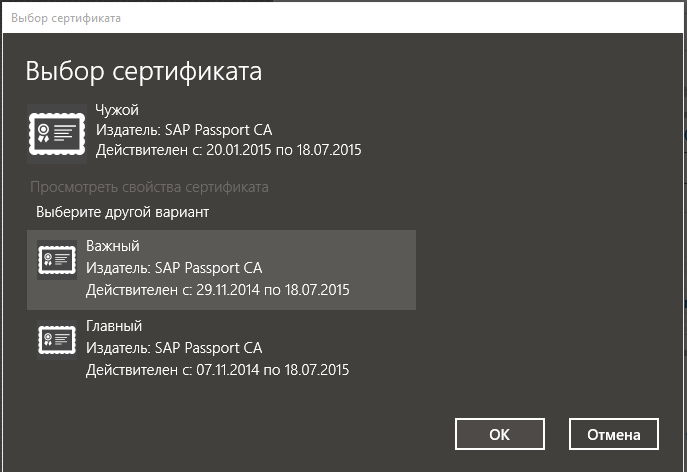 Выбор сертификата
Выбор сертификата
Чужой
Издатель: SAP Passport CA
Действителен с: 20.01.2015 по 18.07.2015
Просмотреть свойства сертификата
Выберите другой вариант
Важный
Издатель: SAP Passport CA
Действителен с: 29.11.2014 по 18.07.2015
Главный
Издатель: SAP Passport CA
Действителен с: 07.11.2014 по 18.07.2015
ОК
Отмена